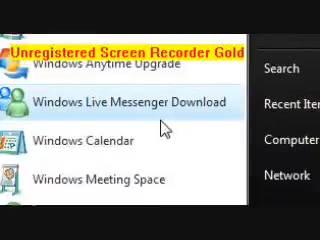 Unregistered Screen Recorder Gold
Windows Anytime Upgrade
Windows Live Messenger Download
Windows Calendar
Windows Meeting Space
Search
Recent Iter
Computer
Network